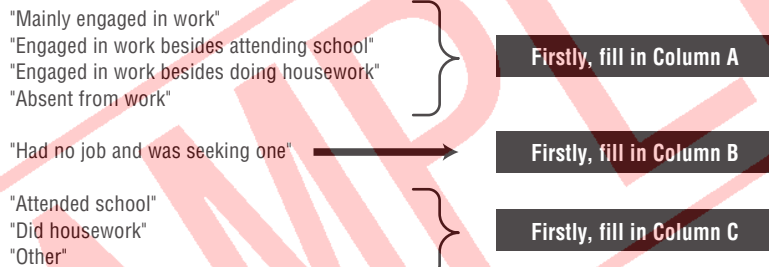 "Mainly engaged in work"
"Engaged in work besides attending school"
"Engaged in work besides doing housework"
"Absent from work"
Firstly, fill in Column A
"Had no job and was seeking one"
Firstly, fill in Column B
"Attended school"
"Did housework"
"Other"
Firstly, fill in Column C